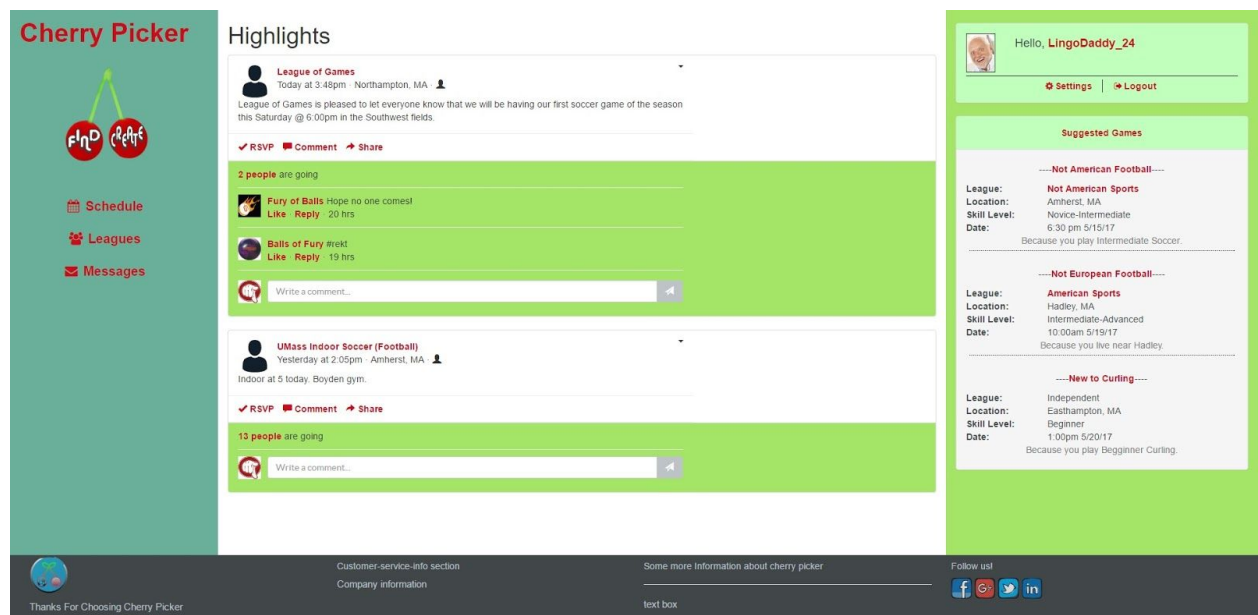 Cherry Picker
FIND CREATE
Schedule
Leagues
Messages
Highlights
League of Games
Today at 3:48pm · Northampton, MA ·
League of Games is pleased to let everyone know that we will be having our first soccer game of the season
this Saturday @ 6:00pm in the Southwest fields.
RSVP Comment Share
2 people are going
Fury of Balls Hope no one comes!
Like · Reply · 20 hrs
Balls of Fury #rekt
Like · Reply · 19 hrs
Write a comment...
UMass Indoor Soccer (Football)
Yesterday at 2:05pm · Amherst, MA ·
Indoor at 5 today. Boyden gym.
RSVP Comment Share
13 people are going
Write a comment...
Hello, LingoDaddy_24
Settings | Logout
Suggested Games
----Not American Football----
League: Not American Sports
Location: Amherst, MA
Skill Level: Novice-Intermediate
Date: 6:30 pm 5/15/17
Because you play Intermediate Soccer.
----Not European Football----
League: American Sports
Location: Hadley, MA
Skill Level: Intermediate-Advanced
Date: 10:00am 5/19/17
Because you live near Hadley.
----New to Curling----
League: Independent
Location: Easthampton, MA
Skill Level: Beginner
Date: 1:00pm 5/20/17
Because you play Begginner Curling.
Thanks For Choosing Cherry Picker
Customer-service-info section
Company information
Some more Information about cherry picker
text box
Follow us!
f G+ in